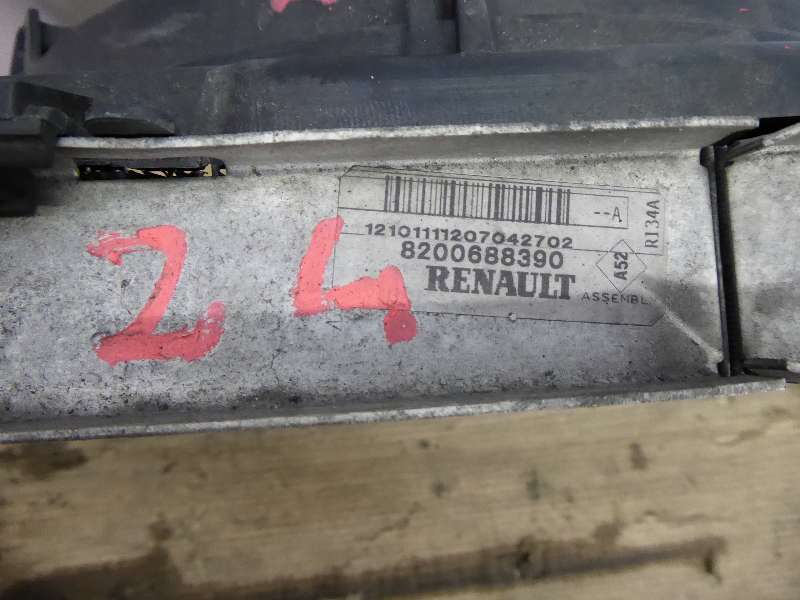 24
--A
R134A
12101111207042702
8200688390
RENAULT
A52
ASSEMBL